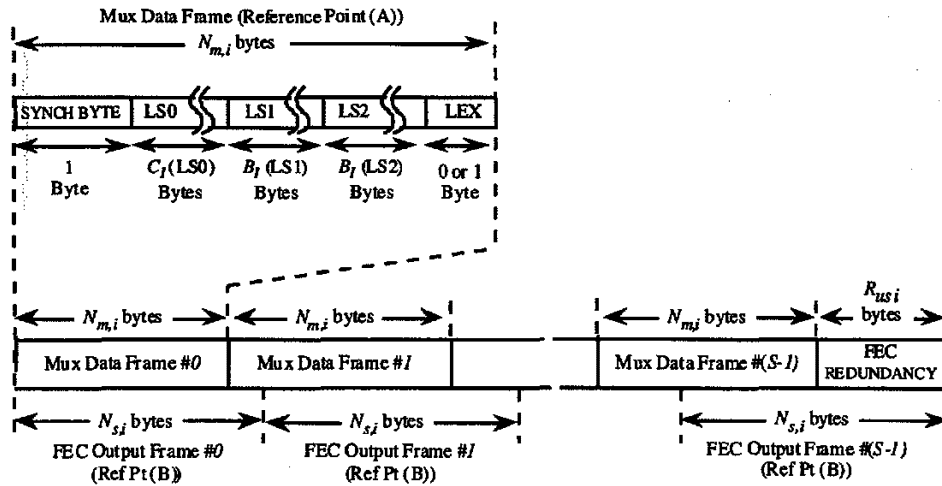 Mux Data Frame (Reference Point (A))
N_{m,i} bytes
SYNCH BYTE LS0 LS1 LS2 LEX
1 Byte
C_I (LS0) Bytes
B_I (LS1) Bytes
B_I (LS2) Bytes
0 or 1 Byte
R_{usi} bytes
N_{m,i} bytes N_{m,i} bytes N_{m,i} bytes
Mux Data Frame #0 Mux Data Frame #1 Mux Data Frame #(S-1) FEC REDUNDANCY
N_{s,i} bytes N_{s,i} bytes N_{s,i} bytes
FEC Output Frame #0 FEC Output Frame #1 FEC Output Frame #(S-1)
(Ref Pt (B)) (Ref Pt (B)) (Ref Pt (B))